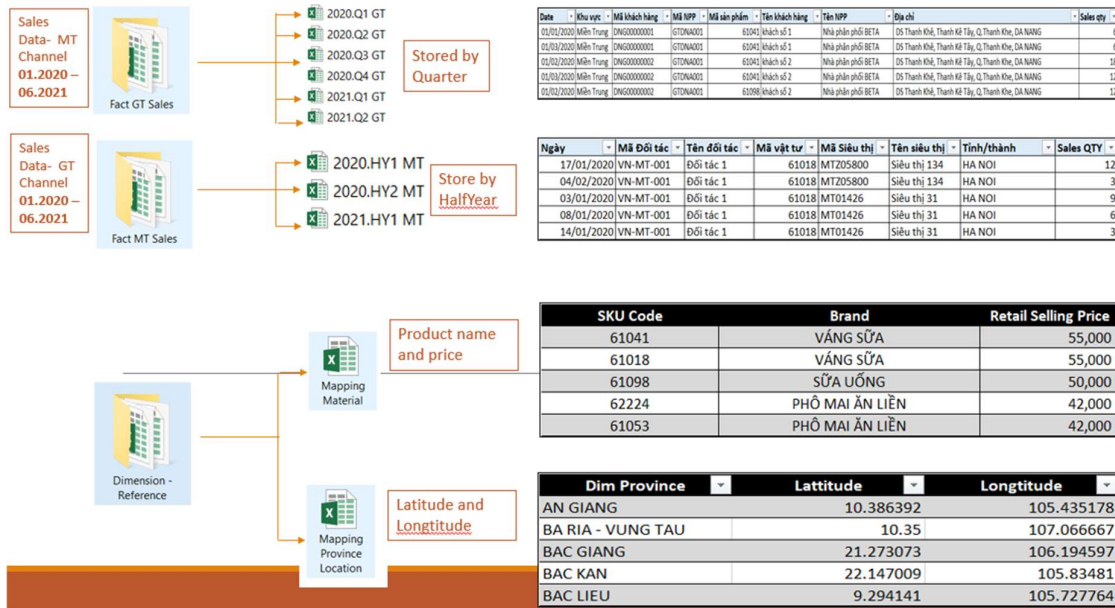 Sales
Data- MT
Channel
01.2020 –
06.2021
Fact GT Sales
2020.Q1 GT
2020.Q2 GT
2020.Q3 GT
2020.Q4 GT
2021.Q1 GT
2021.Q2 GT
Stored by
Quarter
Date Khu vực Mã khách hàng Mã NPP Mã sản phẩm Tên khách hàng Tên NPP Địa chỉ Sales qty
01/01/2020 Miền Trung DNG00000001 GTDNA001 61041 khách số 1 Nhà phân phối BETA DS Thanh Khê, Thanh Kê Tây, Q.Thanh Khe, DA NANG 6
01/03/2020 Miền Trung DNG00000001 GTDNA001 61041 khách số 1 Nhà phân phối BETA DS Thanh Khê, Thanh Kê Tây, Q.Thanh Khe, DA NANG
01/02/2020 Miền Trung DNG00000002 GTDNA001 61041 khách số 2 Nhà phân phối BETA DS Thanh Khê, Thanh Kê Tây, Q.Thanh Khe, DA NANG 18
01/03/2020 Miền Trung DNG00000002 GTDNA001 61041 khách số 2 Nhà phân phối BETA DS Thanh Khê, Thanh Kê Tây, Q.Thanh Khe, DA NANG 12
01/02/2020 Miền Trung DNG00000002 GTDNA001 61098 khách số 2 Nhà phân phối BETA DS Thanh Khê, Thanh Kê Tây, Q.Thanh Khe, DA NANG 12
Sales
Data- GT
Channel
01.2020 –
06.2021
Fact MT Sales
2020.HY1 MT
2020.HY2 MT
2021.HY1 MT
Store by
HalfYear
Ngày Mã Đối tác Tên đối tác Mã vật tư Mã Siêu thị Tên siêu thị Tỉnh/thành Sales QTY
17/01/2020 VN-MT-001 Đối tác 1 61018 MTZ05800 Siêu thị 134 HA NOI 12
04/02/2020 VN-MT-001 Đối tác 1 61018 MTZ05800 Siêu thị 134 HA NOI 3
03/01/2020 VN-MT-001 Đối tác 1 61018 MT01426 Siêu thị 31 HA NOI 9
08/01/2020 VN-MT-001 Đối tác 1 61018 MT01426 Siêu thị 31 HA NOI 6
14/01/2020 VN-MT-001 Đối tác 1 61018 MT01426 Siêu thị 31 HA NOI 3
Dimension -
Reference
Mapping
Material
Product name
and price
SKU Code Brand Retail Selling Price
61041 VÁNG SỮA 55,000
61018 VÁNG SỮA 55,000
61098 SỮA UỐNG 50,000
62224 PHÔ MAI ĂN LIỀN 42,000
61053 PHÔ MAI ĂN LIỀN 42,000
Mapping
Province
Location
Latitude and
Longtitude
Dim Province Lattitude Longtitude
AN GIANG 10.386392 105.435178
BA RIA - VUNG TAU 10.35 107.066667
BAC GIANG 21.273073 106.194597
BAC KAN 22.147009 105.83481
BAC LIEU 9.294141 105.727764